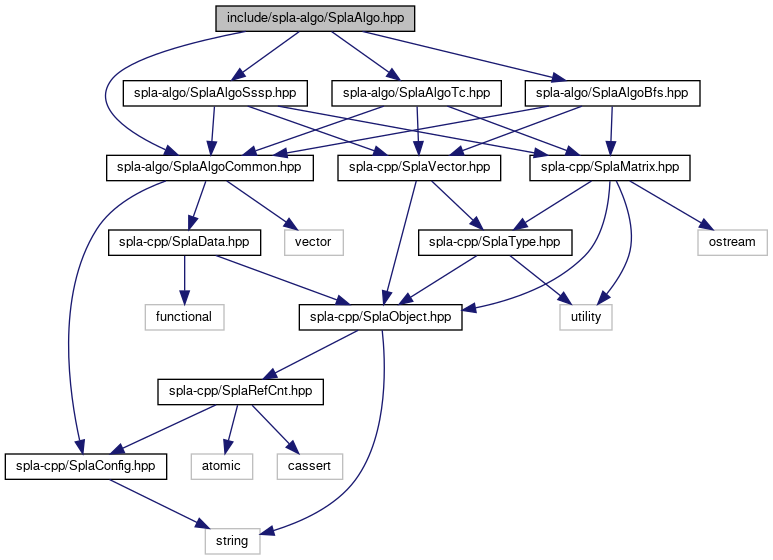 include/spla-algo/SplaAlgo.hpp
spla-algo/SplaAlgoSssp.hpp
spla-algo/SplaAlgoTc.hpp
spla-algo/SplaAlgoBfs.hpp
spla-algo/SplaAlgoCommon.hpp
spla-cpp/SplaVector.hpp
spla-cpp/SplaMatrix.hpp
spla-cpp/SplaData.hpp
vector
spla-cpp/SplaType.hpp
ostream
functional
spla-cpp/SplaObject.hpp
utility
spla-cpp/SplaRefCnt.hpp
spla-cpp/SplaConfig.hpp
atomic
cassert
string